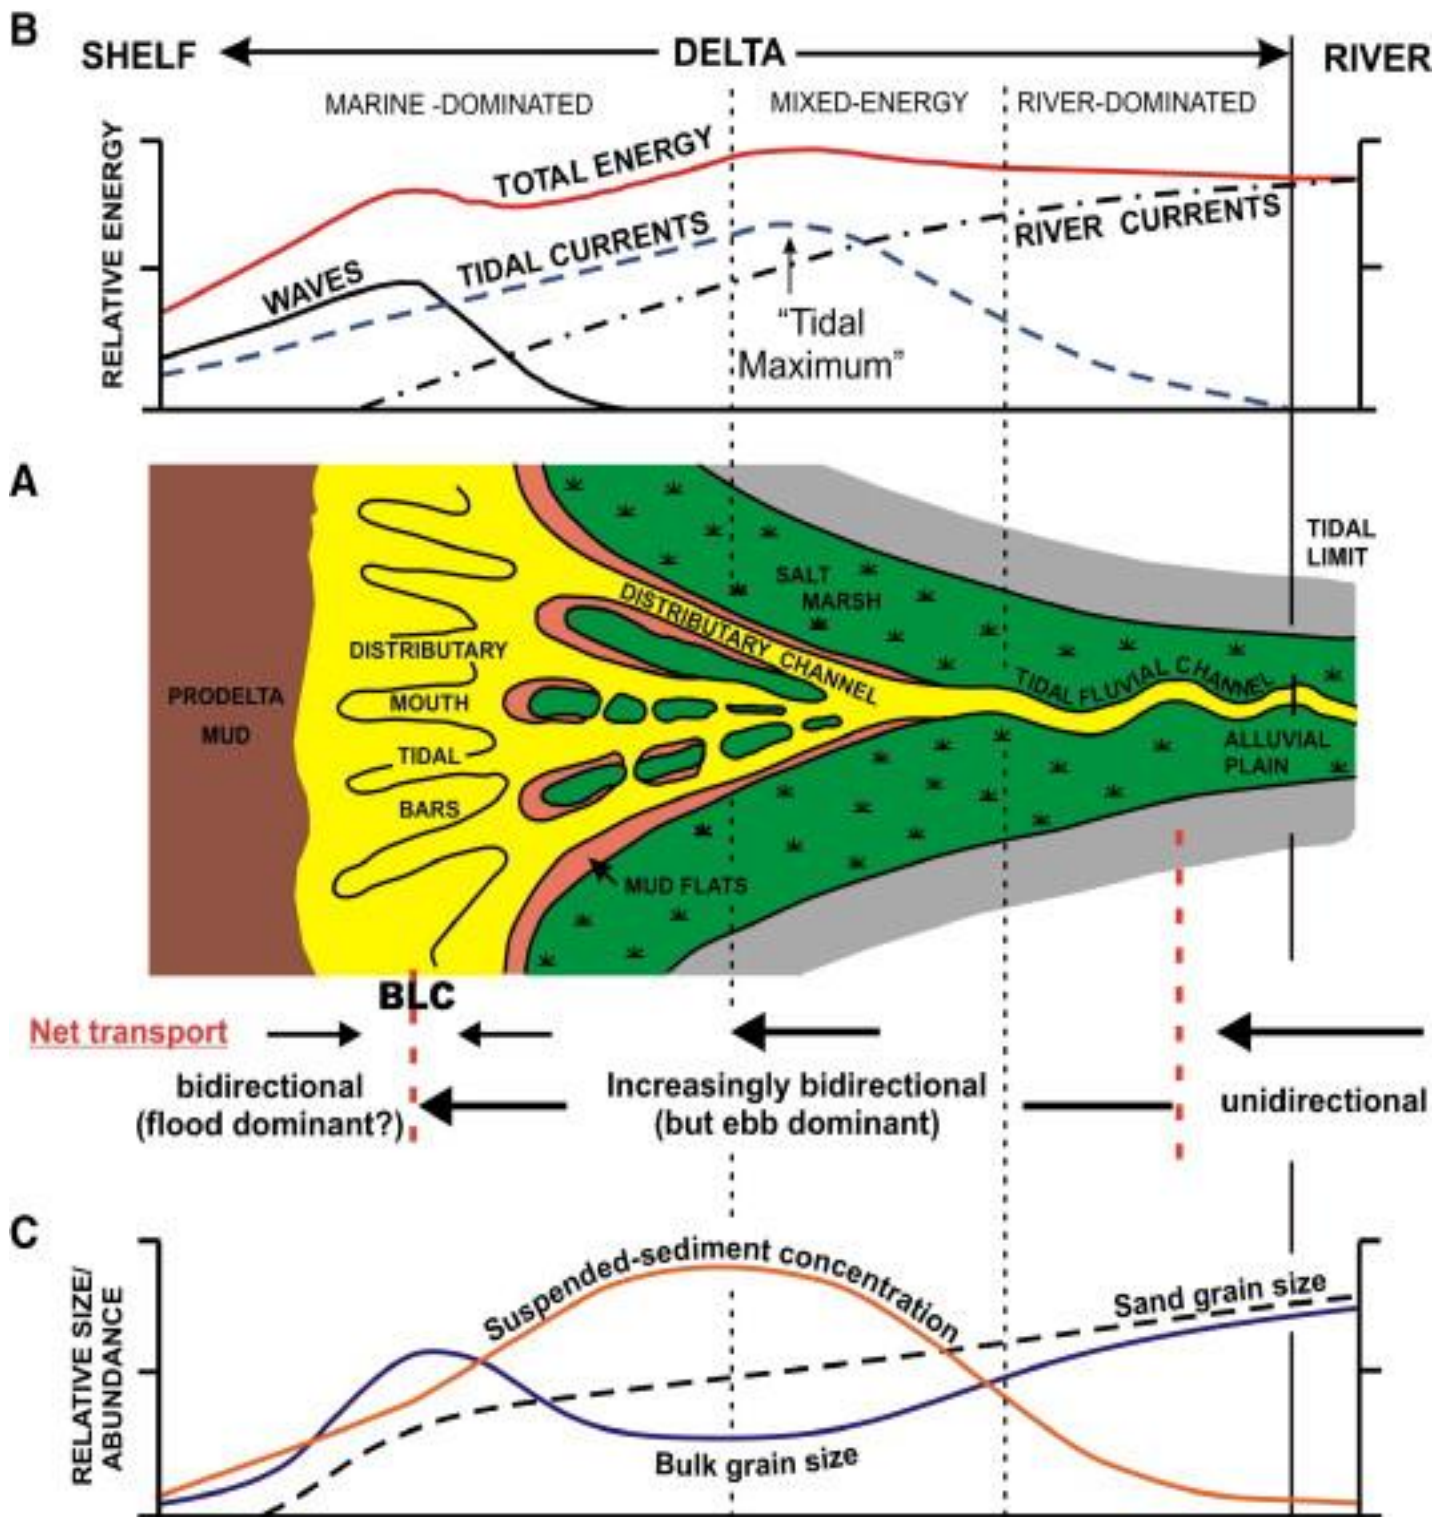 B
SHELF
DELTA
RIVER
MARINE -DOMINATED
MIXED-ENERGY
RIVER-DOMINATED
RELATIVE ENERGY
TOTAL ENERGY
WAVES
TIDAL CURRENTS
RIVER CURRENTS
"Tidal
Maximum"
A
TIDAL
LIMIT
SALT
MARSH
DISTRIBUTARY CHANNEL
TIDAL FLUVIAL CHANNEL
DISTRIBUTARY
MOUTH
TIDAL
BARS
PRODELTA
MUD
ALLUVIAL
PLAIN
MUD FLATS
BLC
Net transport
bidirectional
(flood dominant?)
Increasingly bidirectional
(but ebb dominant)
unidirectional
C
RELATIVE SIZE/
ABUNDANCE
Suspended-sediment concentration
Sand grain size
Bulk grain size